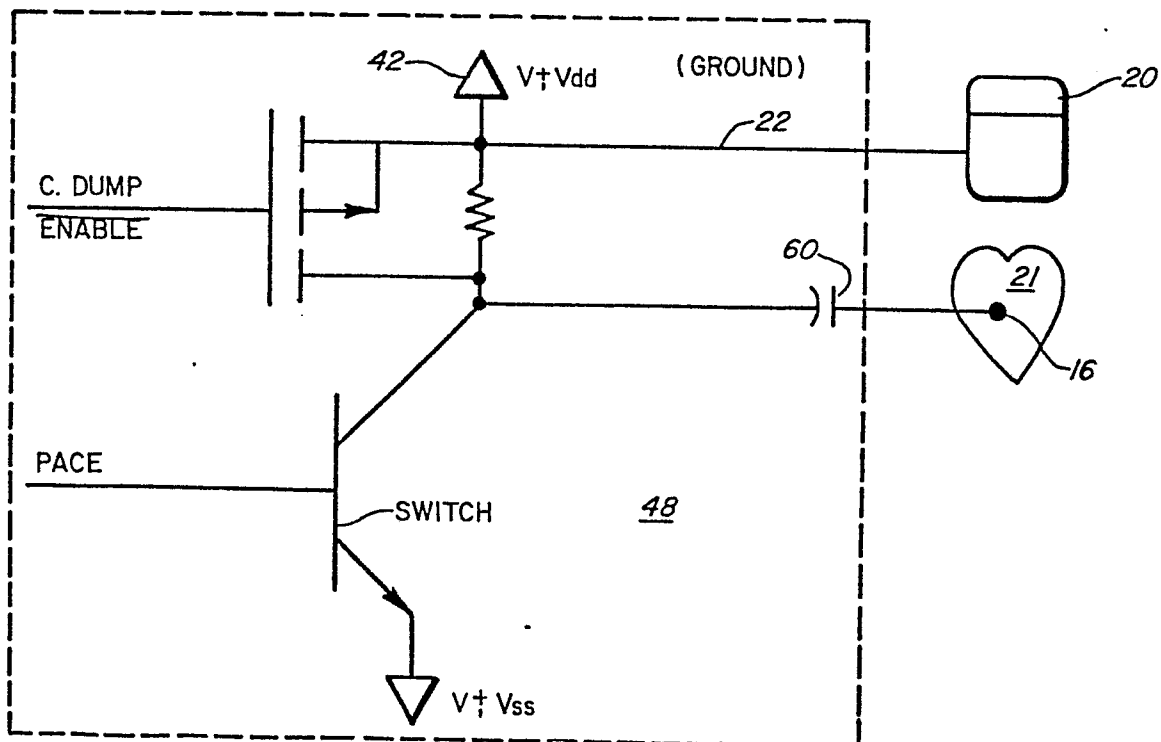 42
V+, Vdd
(GROUND)
20
22
C. DUMP
ENABLE
60
21
16
PACE
SWITCH
48
V+, Vss